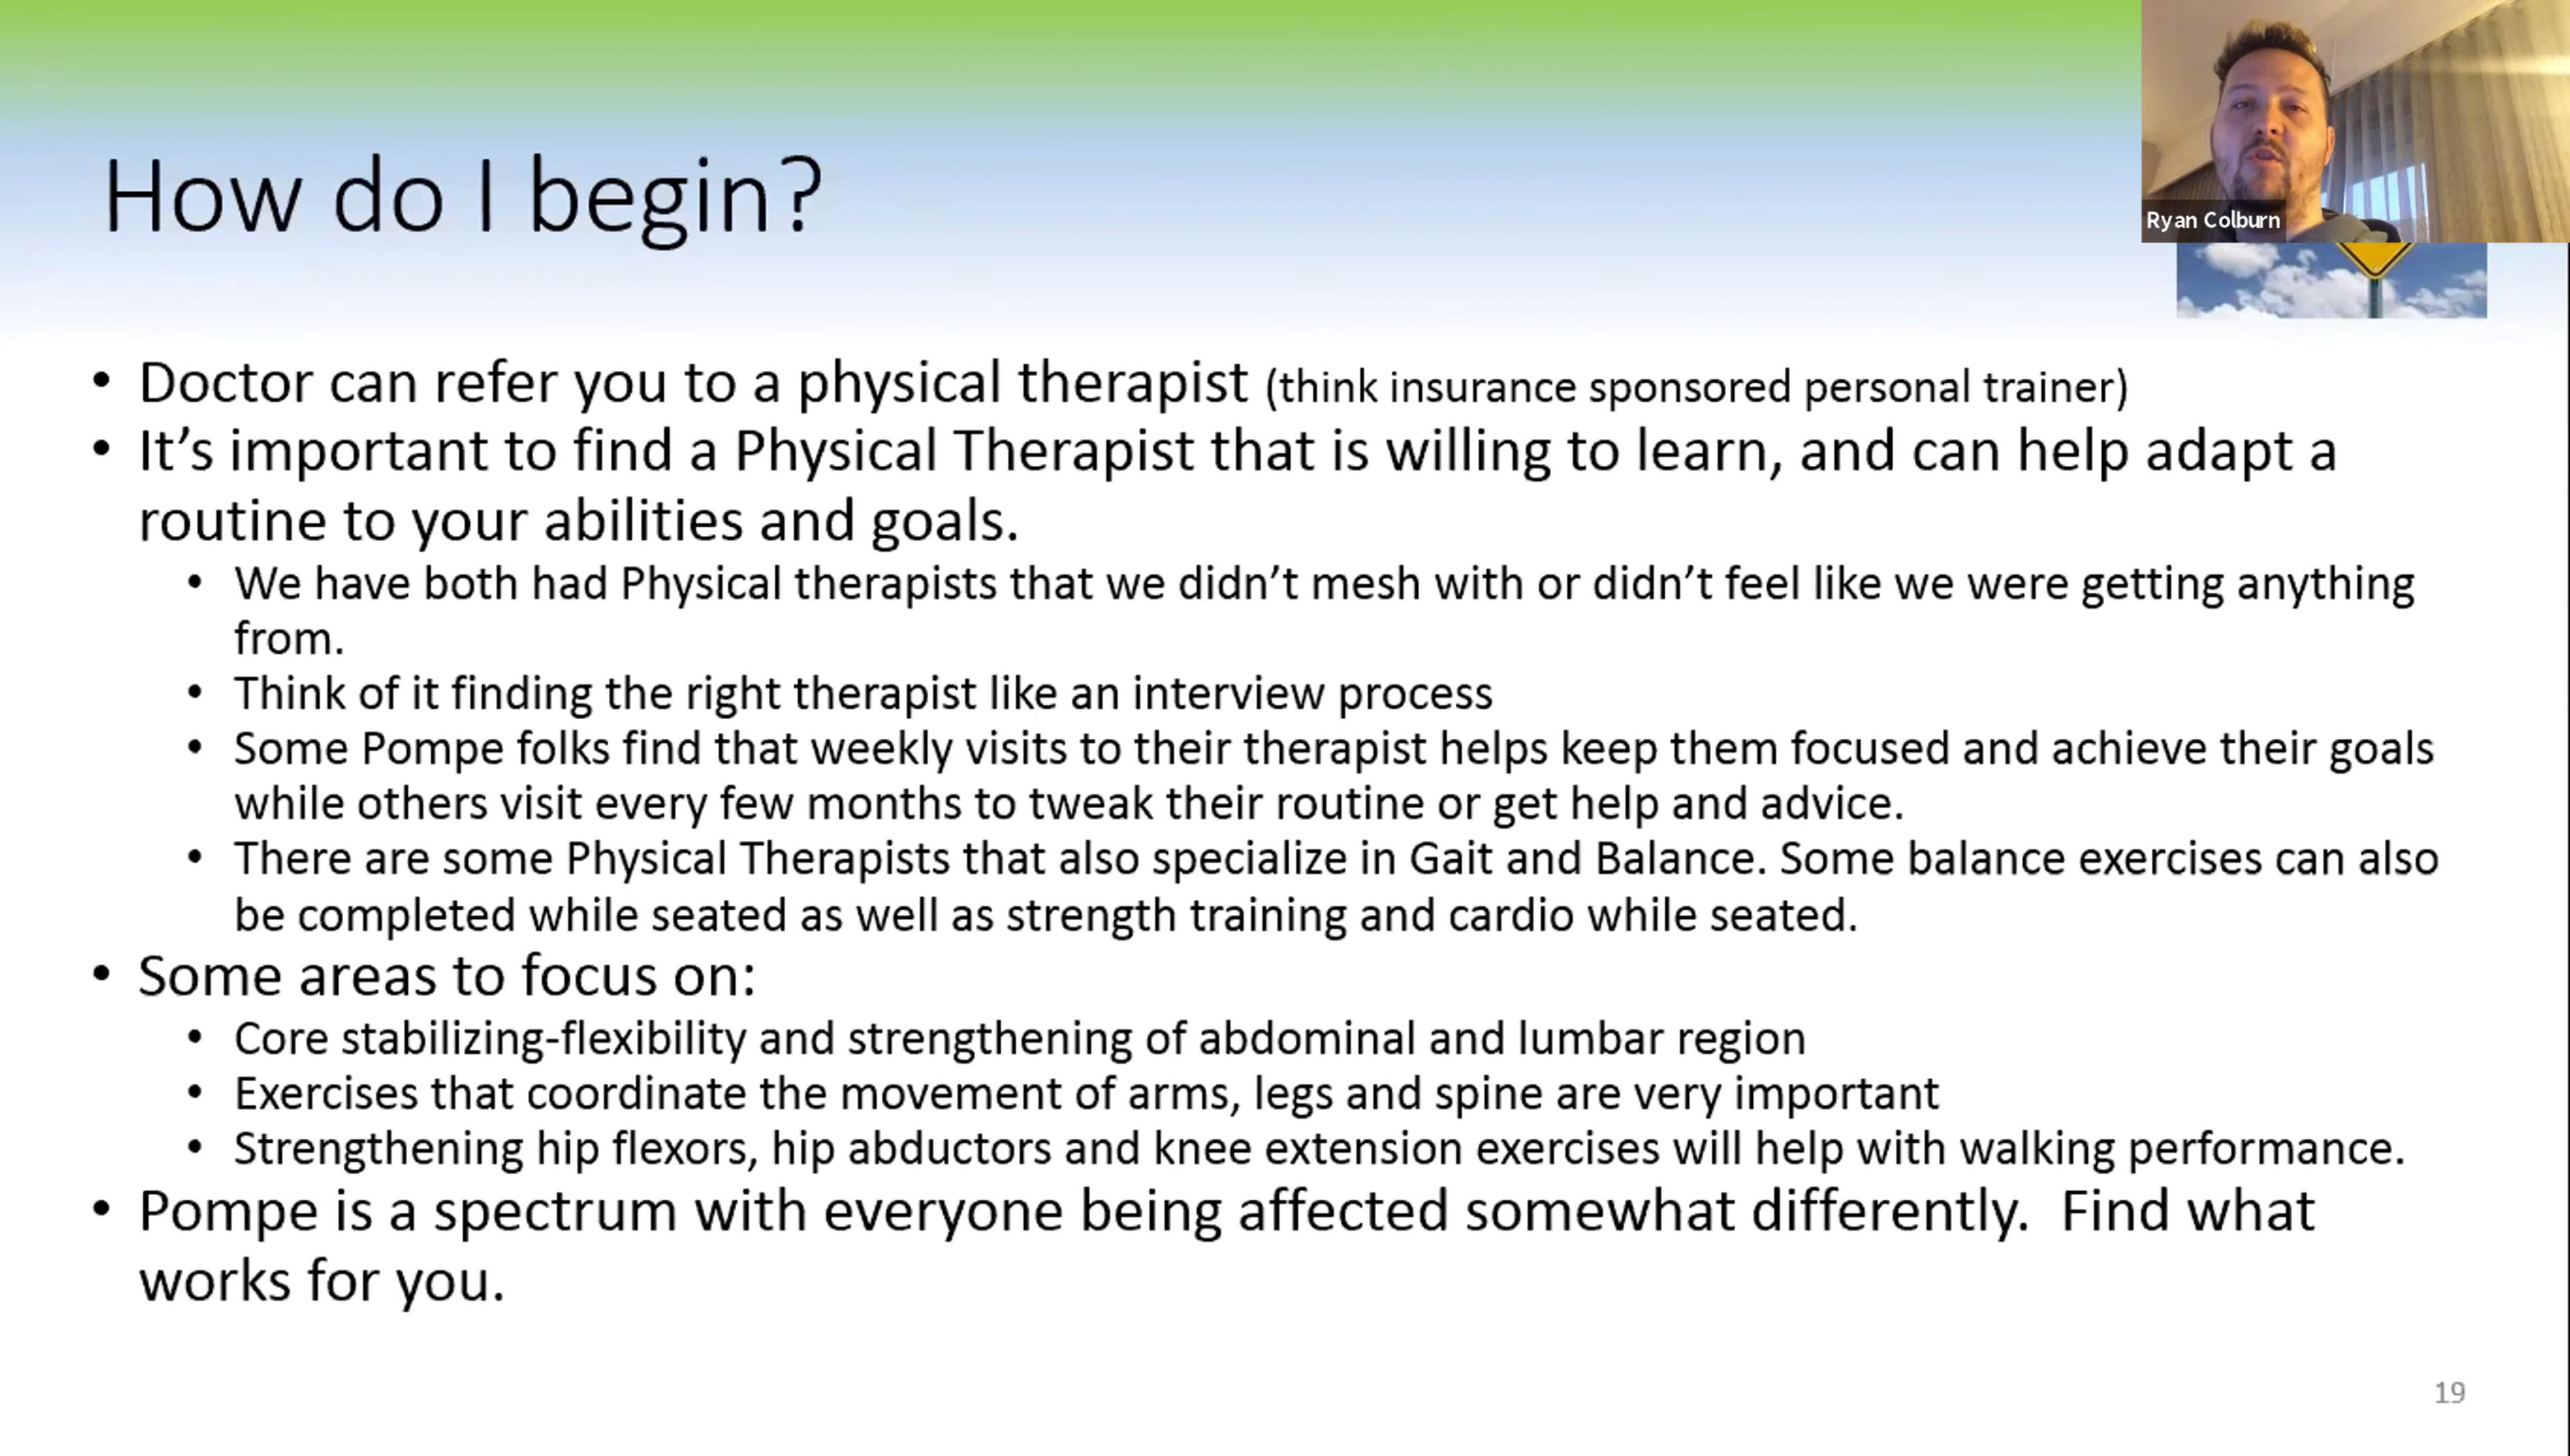 How do I begin?
Ryan Colburn
• Doctor can refer you to a physical therapist (think insurance sponsored personal trainer)
• It’s important to find a Physical Therapist that is willing to learn, and can help adapt a
routine to your abilities and goals.
• We have both had Physical therapists that we didn’t mesh with or didn’t feel like we were getting anything
from.
• Think of it finding the right therapist like an interview process
• Some Pompe folks find that weekly visits to their therapist helps keep them focused and achieve their goals
while others visit every few months to tweak their routine or get help and advice.
• There are some Physical Therapists that also specialize in Gait and Balance. Some balance exercises can also
be completed while seated as well as strength training and cardio while seated.
• Some areas to focus on:
• Core stabilizing-flexibility and strengthening of abdominal and lumbar region
• Exercises that coordinate the movement of arms, legs and spine are very important
• Strengthening hip flexors, hip abductors and knee extension exercises will help with walking performance.
• Pompe is a spectrum with everyone being affected somewhat differently.  Find what
works for you.
19